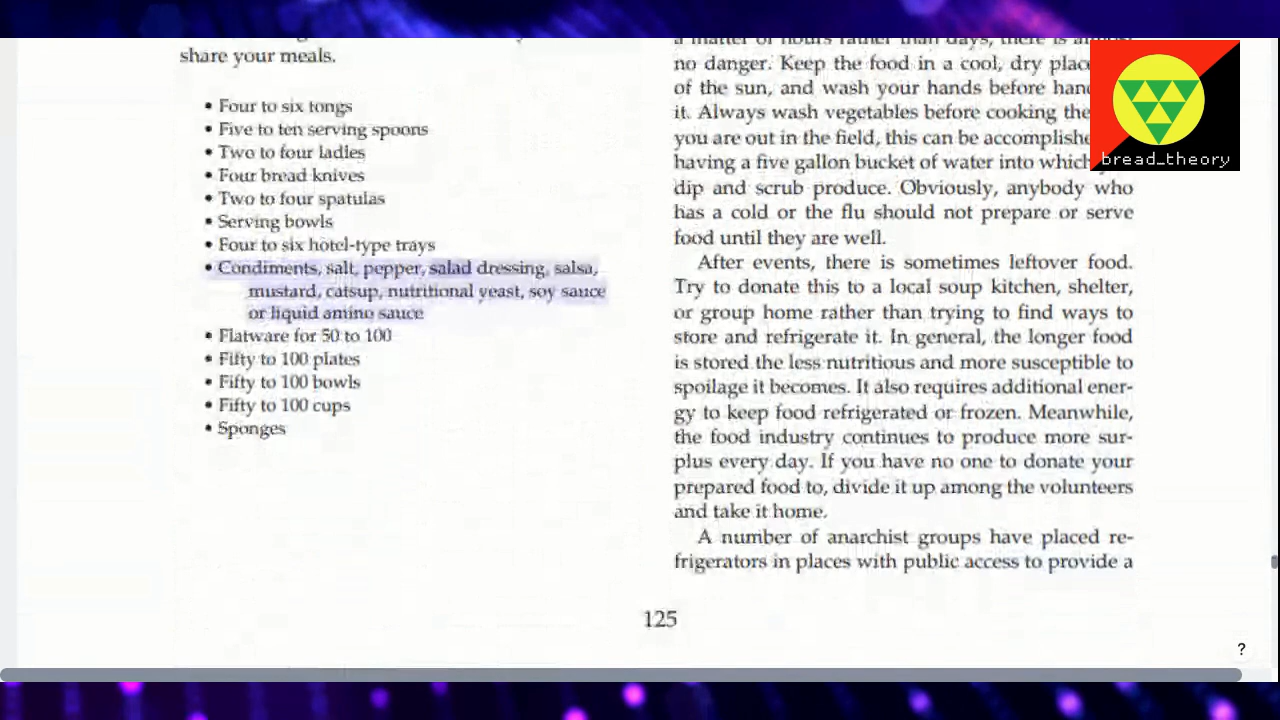 share your meals.
• Four to six tongs
• Five to ten serving spoons
• Two to four ladles
• Four bread knives
• Two to four spatulas
• Serving bowls
• Four to six hotel-type trays
• Condiments, salt, pepper, salad dressing, salsa,
mustard, catsup, nutritional yeast, soy sauce
or liquid amino sauce
• Flatware for 50 to 100
• Fifty to 100 plates
• Fifty to 100 bowls
• Fifty to 100 cups
• Sponges
a matter of hours rather than days, there is almost
no danger. Keep the food in a cool, dry
of the sun, and wash your hands before
it. Always wash vegetables before cooking
you are out in the field, this can be
having a five gallon bucket of water into which
dip and scrub produce. Obviously, anybody who
has a cold or the flu should not prepare or serve
food until they are well.
After events, there is sometimes leftover food.
Try to donate this to a local soup kitchen, shelter,
or group home rather than trying to find ways to
store and refrigerate it. In general, the longer food
is stored the less nutritious and more susceptible to
spoilage it becomes. It also requires additional ener-
gy to keep food refrigerated or frozen. Meanwhile,
the food industry continues to produce more sur-
plus every day. If you have no one to donate your
prepared food to, divide it up among the volunteers
and take it home.
A number of anarchist groups have placed re-
frigerators in places with public access to provide a
125
bread_theory
?